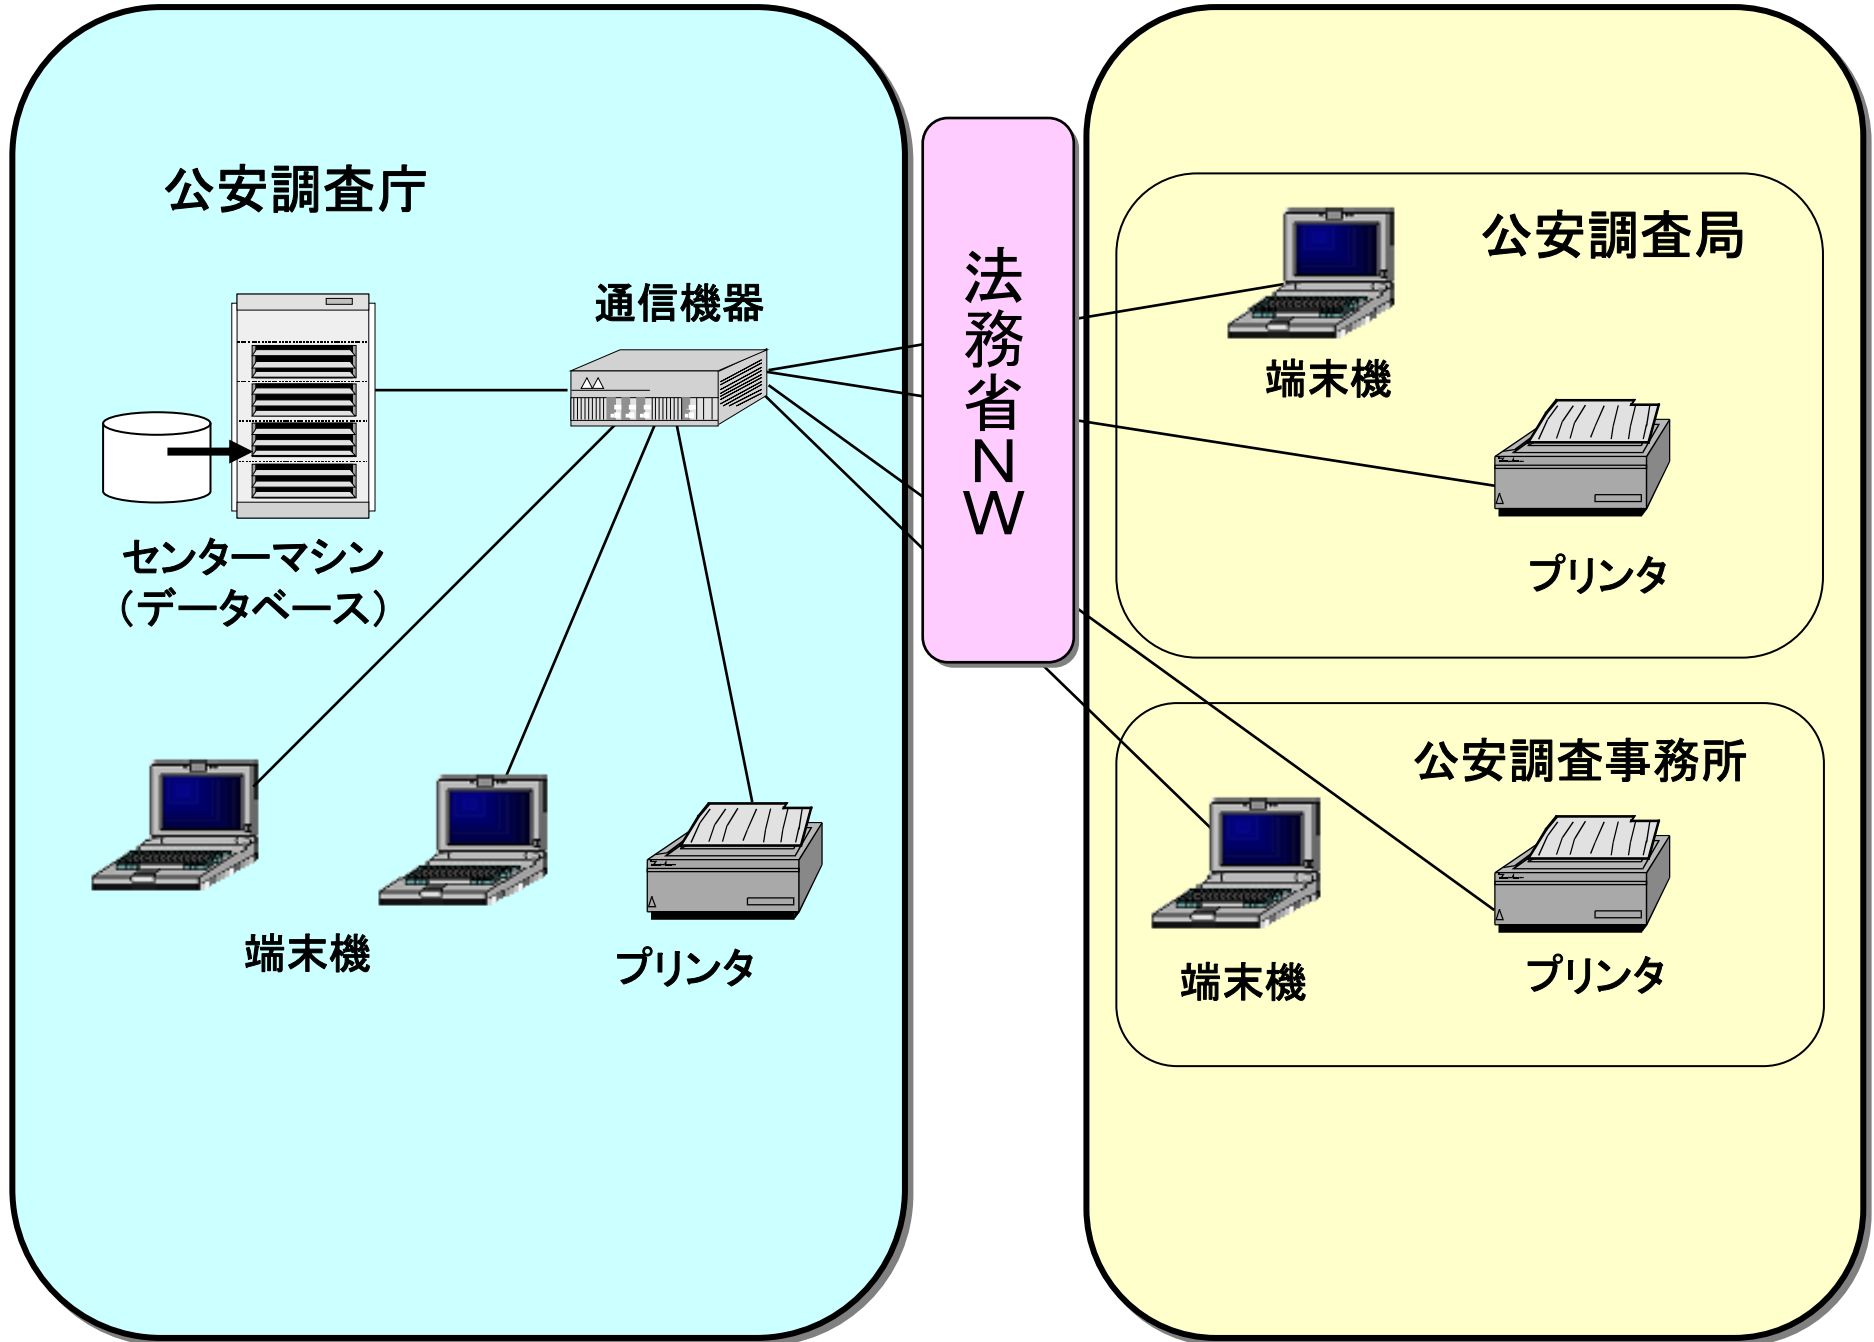 公安調査庁
通信機器
センターマシン
（データベース）
端末機
プリンタ
法務省ＮＷ
公安調査局
端末機
プリンタ
公安調査事務所
端末機
プリンタ